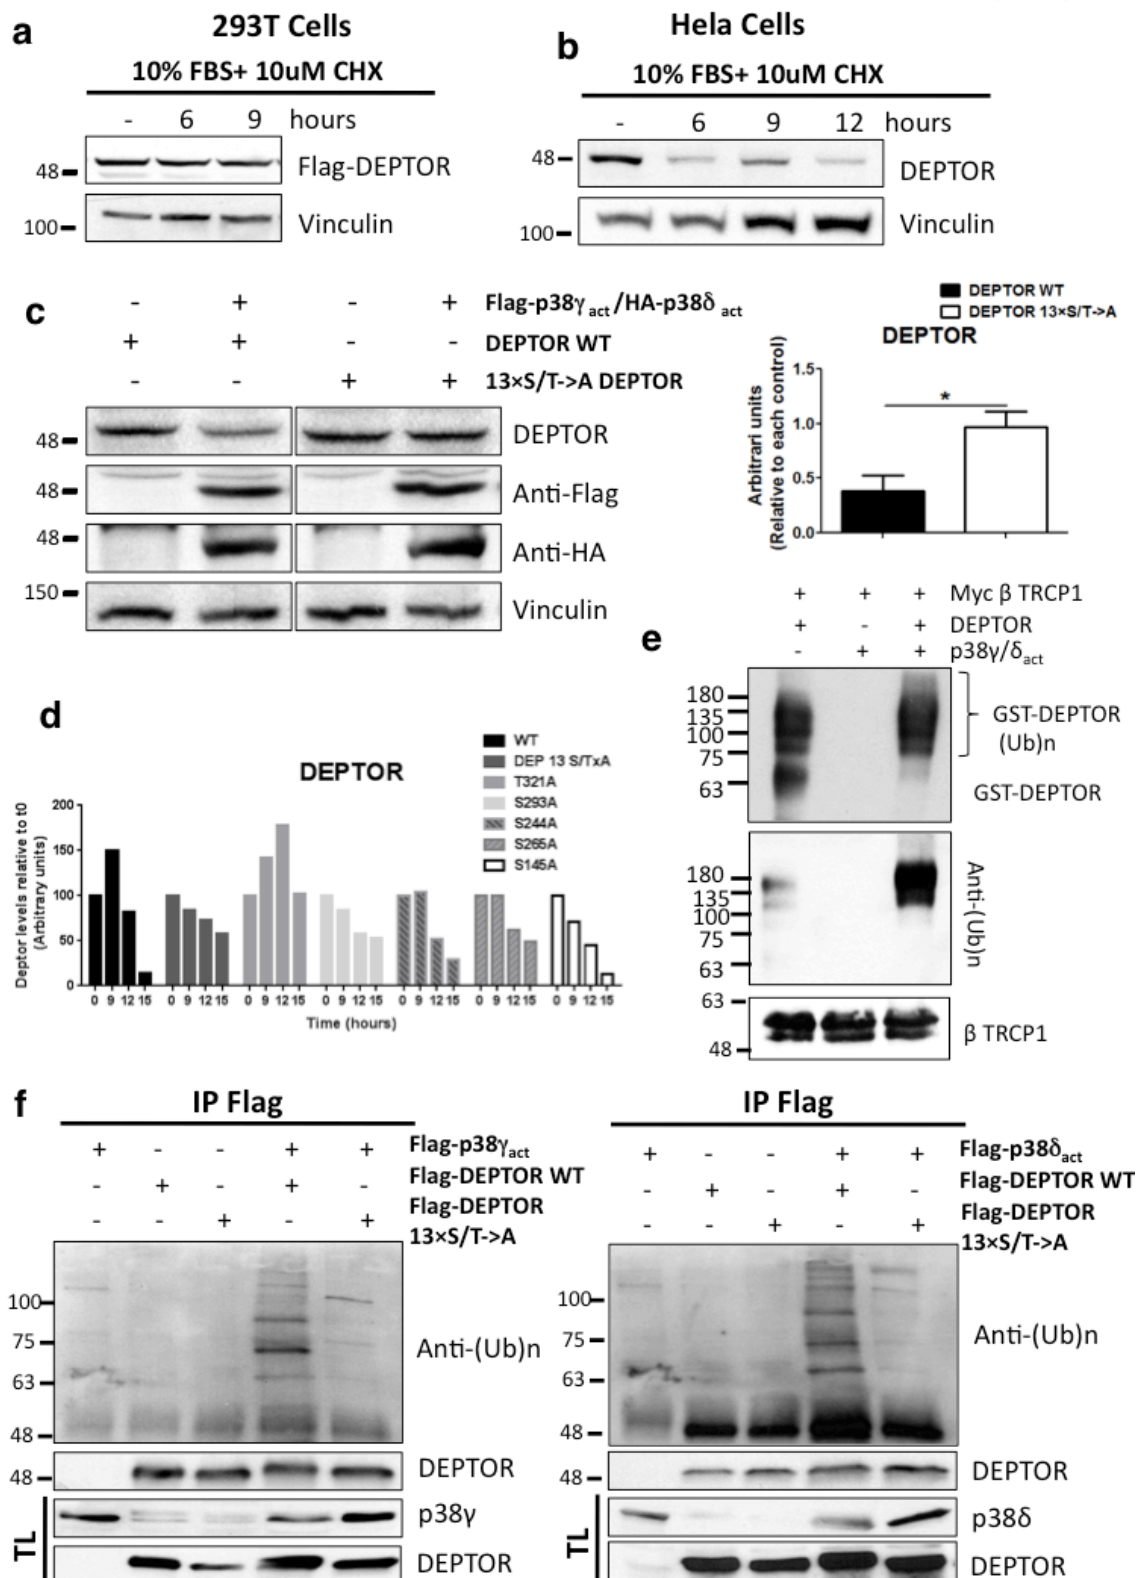 a
293T Cells
10% FBS+ 10uM CHX
- 6 9 hours
48
Flag-DEPTOR
100
Vinculin
b
Hela Cells
10% FBS+ 10uM CHX
- 6 9 12 hours
48
DEPTOR
100
Vinculin
c
- + - + Flag-p38γ act /HA-p38δ act
+ + - - DEPTOR WT
- - + + 13×S/T->A DEPTOR
48
DEPTOR
48
Anti-Flag
48
Anti-HA
150
Vinculin
DEPTOR WT
DEPTOR 13×S/T->A
DEPTOR
Arbitrari units
(Relative to each control)
1.5
1.0
0.5
0.0
*
d
DEPTOR
WT
DEP 13 S/TxA
T321A
S293A
S244A
S265A
S145A
Deptor levels relative to t0
(Arbitrary units)
200
150
100
50
0
0 9 12 15 0 9 12 15 0 9 12 15 0 9 12 15 0 9 12 15 0 9 12 15 0 9 12 15
Time (hours)
e
+ + + Myc β TRCP1
+ - + DEPTOR
- + + p38γ/δact
180
135
100
75
63
GST-DEPTOR
(Ub)n
GST-DEPTOR
180
135
100
75
63
Anti-(Ub)n
63
48
β TRCP1
f
IP Flag
+ - - + + Flag-p38γact
- + - + - Flag-DEPTOR WT
- - + - + Flag-DEPTOR
13×S/T->A
100
75
63
48
Anti-(Ub)n
48
DEPTOR
TL
p38γ
DEPTOR
IP Flag
+ - - + + Flag-p38δact
- + - + - Flag-DEPTOR WT
- - + - + Flag-DEPTOR
13×S/T->A
100
75
63
48
Anti-(Ub)n
48
DEPTOR
TL
p38δ
DEPTOR